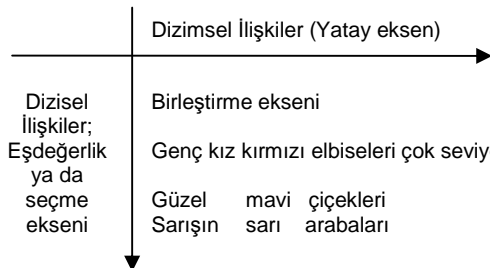 Dizimsel İlişkiler (Yatay eksen)
Dizisel
İlişkiler;
Eşdeğerlik
ya da
seçme
ekseni
Birleştirme ekseni
Genç kız kırmızı elbiseleri çok seviy
Güzel mavi çiçekleri
Sarışın sarı arabaları